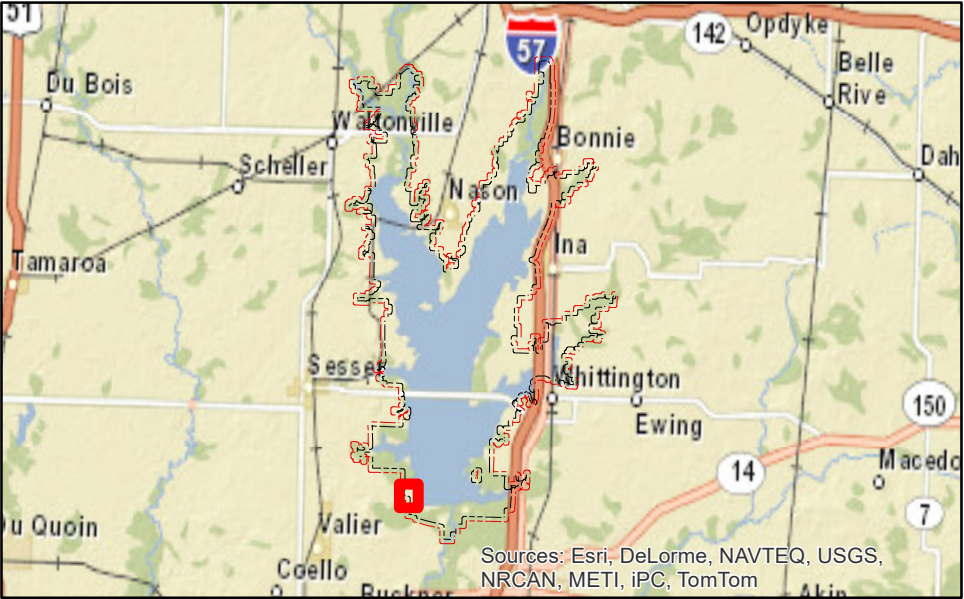 51
57
142
Opdyke
Belle
Rive
Du Bois
Waltonville
Bonnie
Scheller
Nason
Dah
Ina
Tamaroa
Sesser
Whittington
150
Ewing
14
Macedo
7
Du Quoin
Valier
Sources: Esri, DeLorme, NAVTEQ, USGS,
NRCAN, METI, iPC, TomTom
Coello
Buckner
Akin